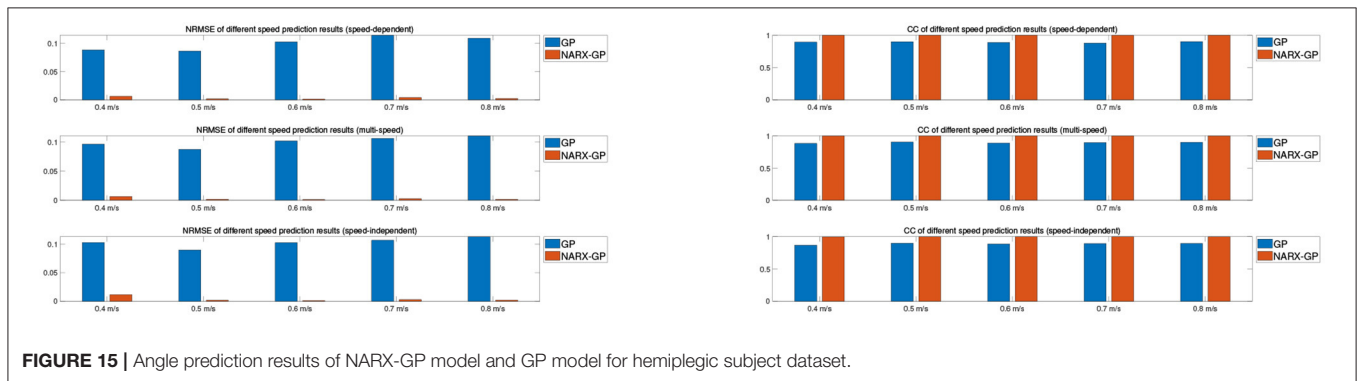 NRMSE of different speed prediction results (speed-dependent)
0.1
0.05
0
0.4 m/s 0.5 m/s 0.6 m/s 0.7 m/s 0.8 m/s
GP
NARX-GP
NRMSE of different speed prediction results (multi-speed)
0.1
0.05
0
0.4 m/s 0.5 m/s 0.6 m/s 0.7 m/s 0.8 m/s
GP
NARX-GP
NRMSE of different speed prediction results (speed-independent)
0.1
0.05
0
0.4 m/s 0.5 m/s 0.6 m/s 0.7 m/s 0.8 m/s
GP
NARX-GP
CC of different speed prediction results (speed-dependent)
1
0.5
0
0.4 m/s 0.5 m/s 0.6 m/s 0.7 m/s 0.8 m/s
GP
NARX-GP
CC of different speed prediction results (multi-speed)
1
0.5
0
0.4 m/s 0.5 m/s 0.6 m/s 0.7 m/s 0.8 m/s
GP
NARX-GP
CC of different speed prediction results (speed-independent)
1
0.5
0
0.4 m/s 0.5 m/s 0.6 m/s 0.7 m/s 0.8 m/s
GP
NARX-GP
FIGURE 15 | Angle prediction results of NARX-GP model and GP model for hemiplegic subject dataset.